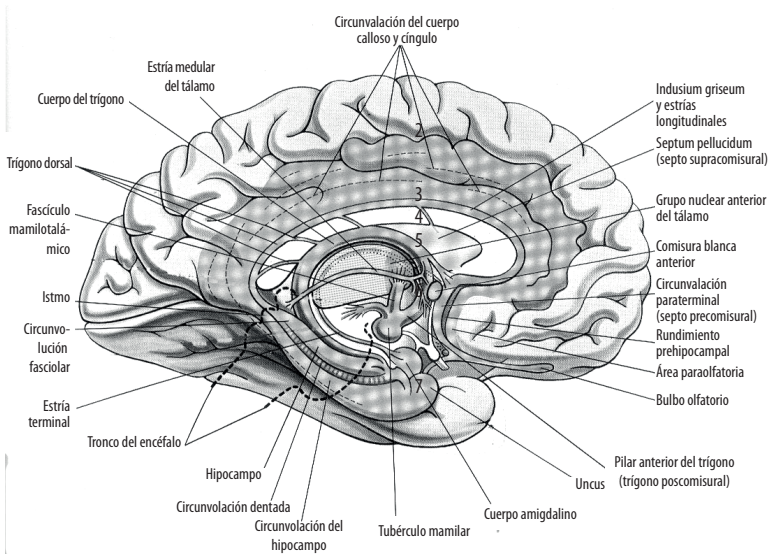 Circunvalación del cuerpo
calloso y cíngulo
Estría medular
del tálamo
Cuerpo del trígono
Trígono dorsal
Fascículo
mamilotalá-
mico
Istmo
Circunvo-
lución
fasciolar
Estría
terminal
Tronco del encéfalo
Hipocampo
Circunvolación dentada
Circunvolación del
hipocampo
Tubérculo mamilar
Cuerpo amigdalino
Uncus
Pilar anterior del trígono
(trígono poscomisural)
Indusium griseum
y estrías
longitudinales
Septum pellucidum
(septo supracomisural)
Grupo nuclear anterior
del tálamo
Comisura blanca
anterior
Circunvalación
paraterminal
(septo precomisural)
Rundimiento
prehipocampal
Área paraolfatoria
Bulbo olfatorio
2
3
4
5
7